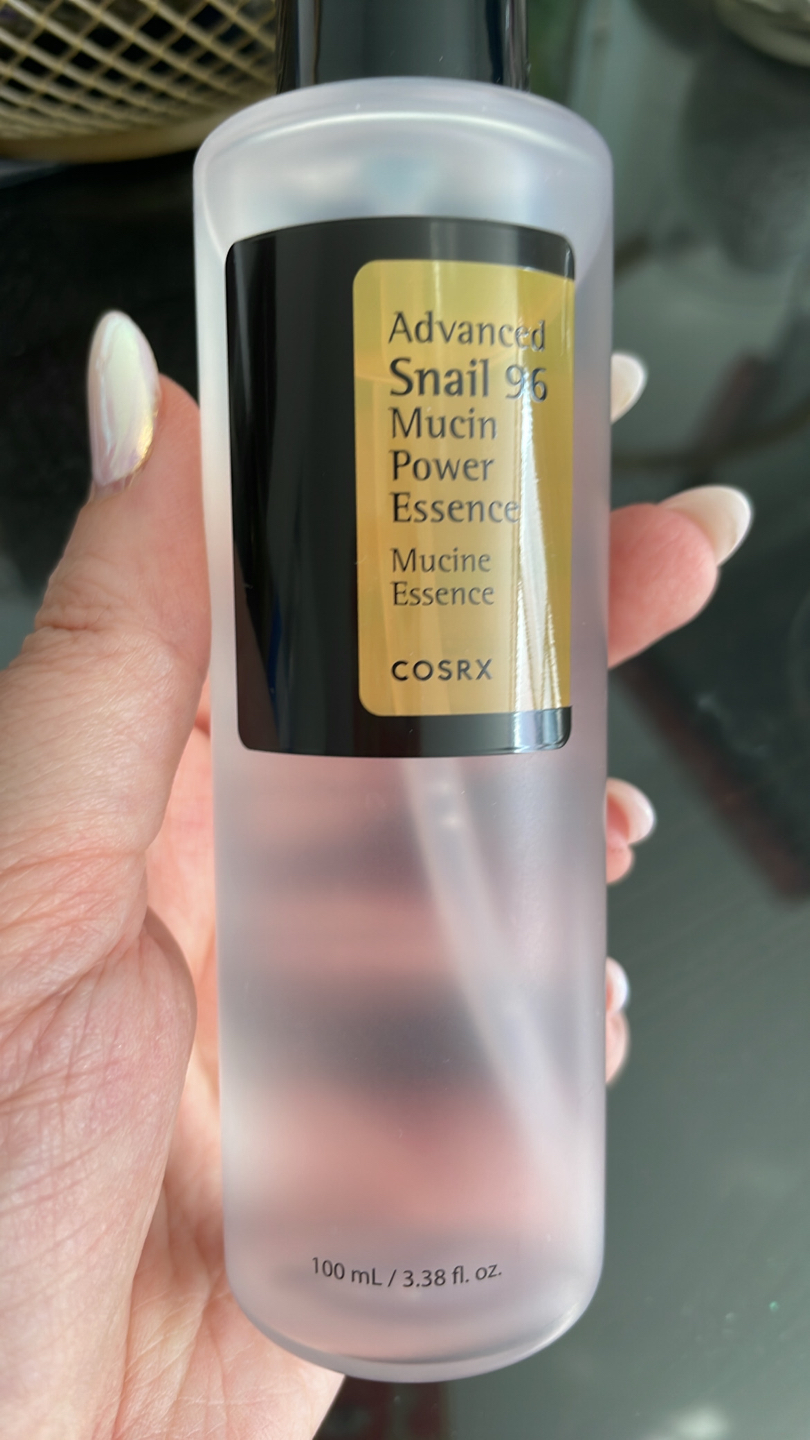 Advanced
Snail 96
Mucin
Power
Essence
Mucine
Essence
COSRX
100 mL / 3.38 fl. oz.